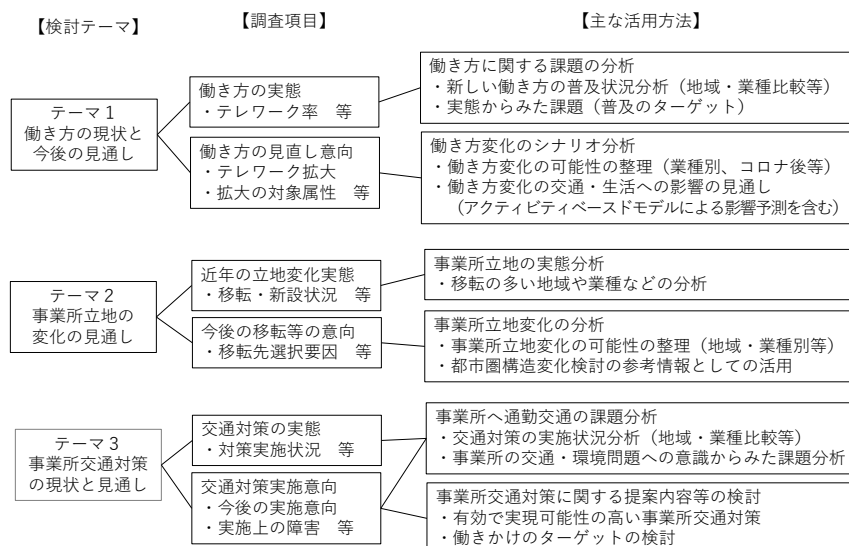 【検討テーマ】
【調査項目】
【主な活用方法】
テーマ１
働き方の現状と
今後の見通し
働き方の実態
・テレワーク率　等
働き方の見直し意向
・テレワーク拡大
・拡大の対象属性　等
働き方に関する課題の分析
・新しい働き方の普及状況分析（地域・業種比較等）
・実態からみた課題（普及のターゲット）
働き方変化のシナリオ分析
・働き方変化の可能性の整理（業種別、コロナ後等）
・働き方変化の交通・生活への影響の見通し
（アクティビティベースドモデルによる影響予測を含む）
テーマ２
事業所立地の
変化の見通し
近年の立地変化実態
・移転・新設状況　等
今後の移転等の意向
・移転先選択要因　等
事業所立地の実態分析
・移転の多い地域や業種などの分析
事業所立地変化の分析
・事業所立地変化の可能性の整理（地域・業種別等）
・都市圏構造変化検討の参考情報としての活用
テーマ３
事業所交通対策
の現状と見通し
交通対策の実態
・対策実施状況　等
交通対策実施意向
・今後の実施意向
・実施上の障害　等
事業所へ通勤交通の課題分析
・交通対策の実施状況分析（地域・業種比較等）
・事業所の交通・環境問題への意識からみた課題分析
事業所交通対策に関する提案内容等の検討
・有効で実現可能性の高い事業所交通対策
・働きかけのターゲットの検討